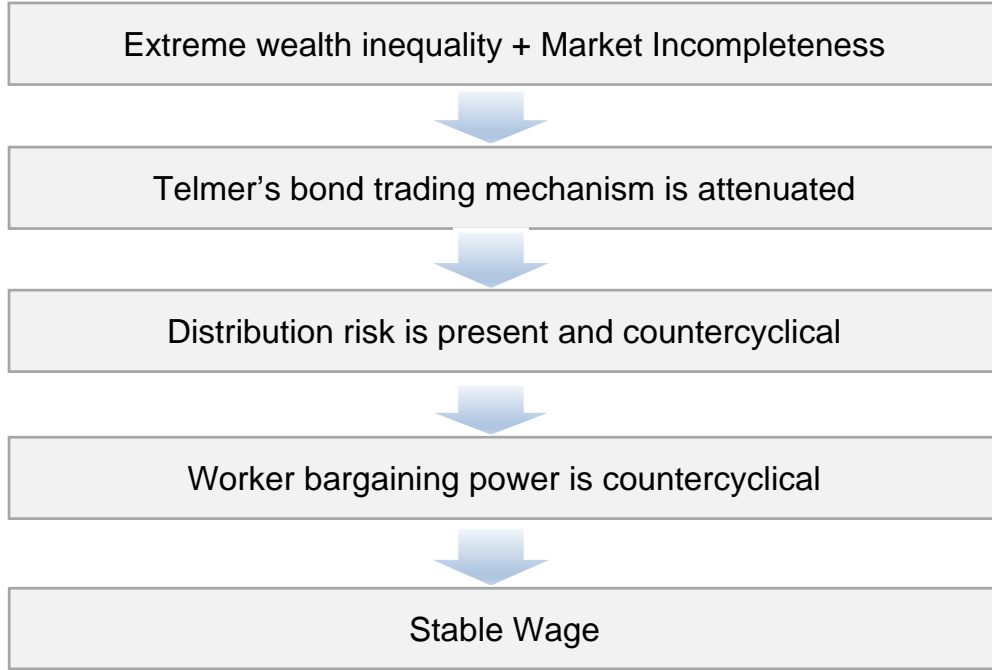 Extreme wealth inequality + Market Incompleteness
Telmer’s bond trading mechanism is attenuated
Distribution risk is present and countercyclical
Worker bargaining power is countercyclical
Stable Wage